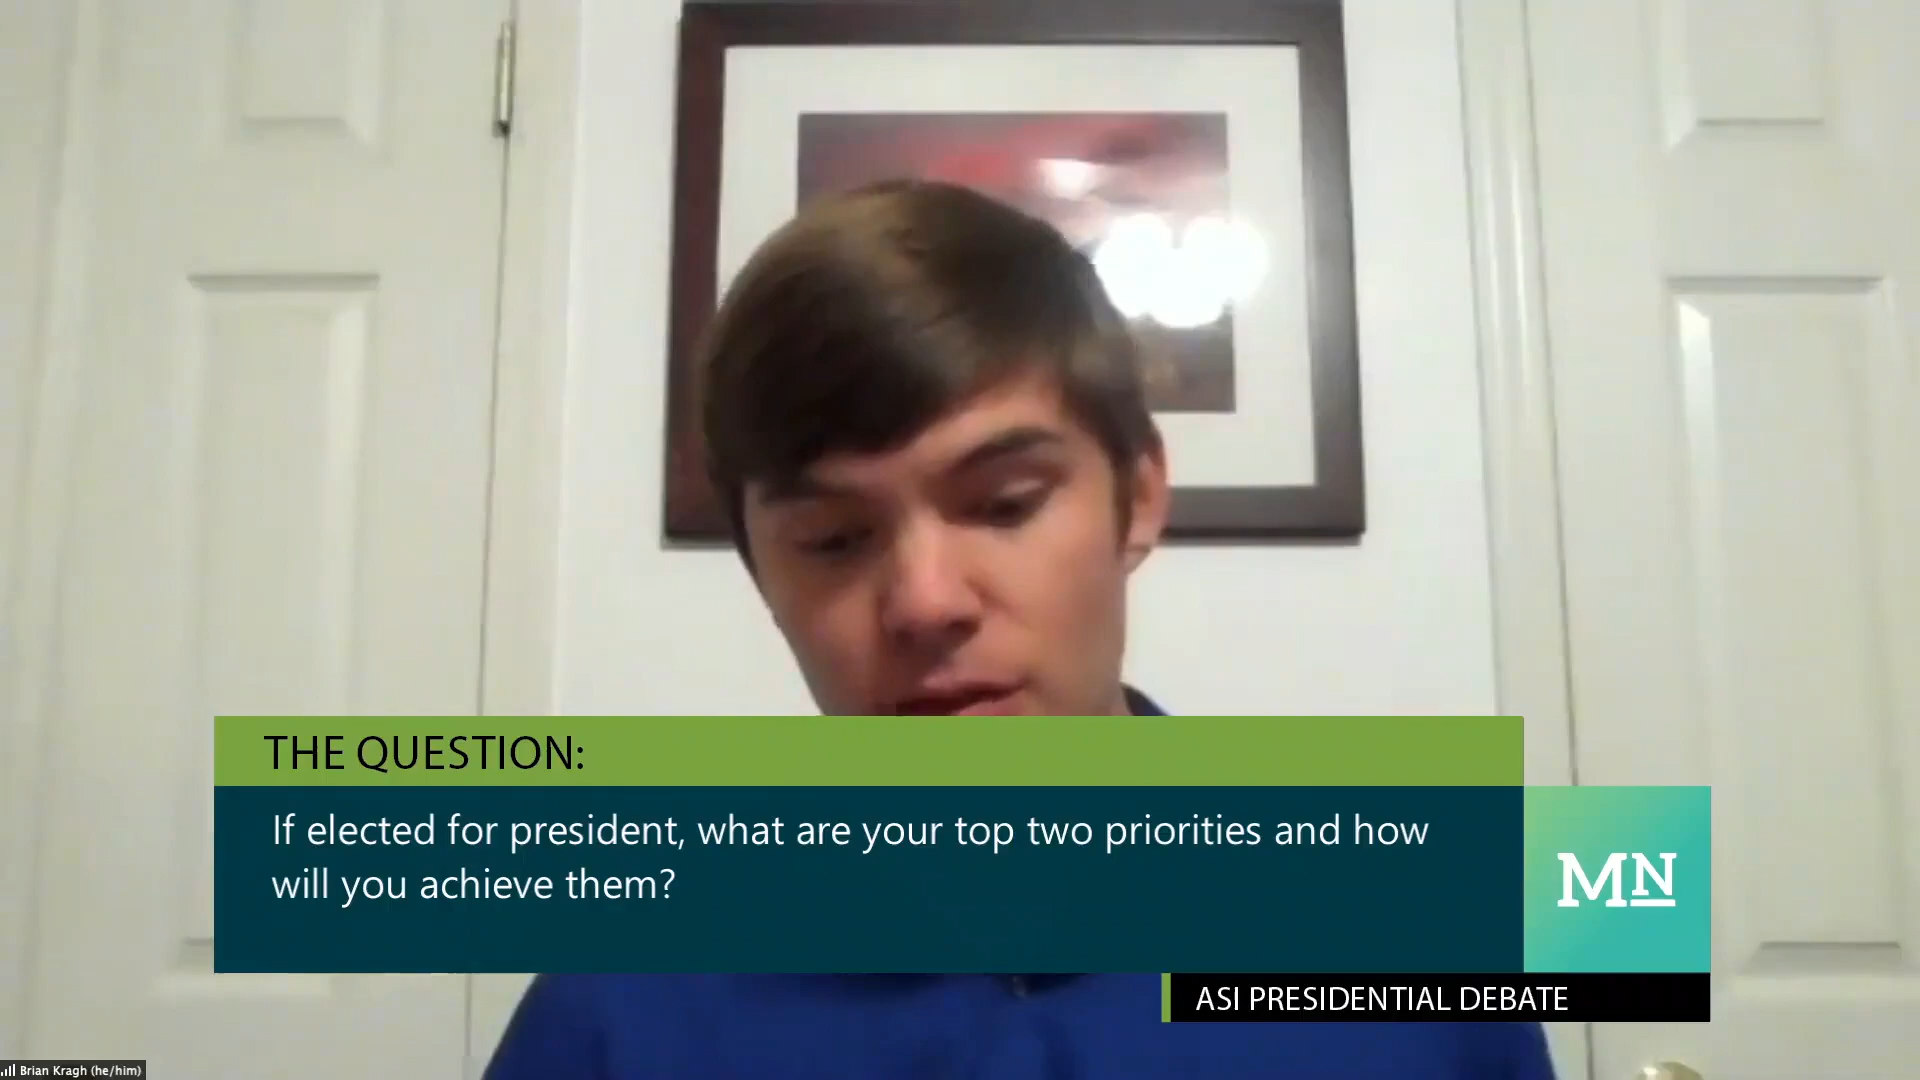 THE QUESTION:
If elected for president, what are your top two priorities and how
will you achieve them?
MN
ASI PRESIDENTIAL DEBATE
Brian Kragh (he/him)